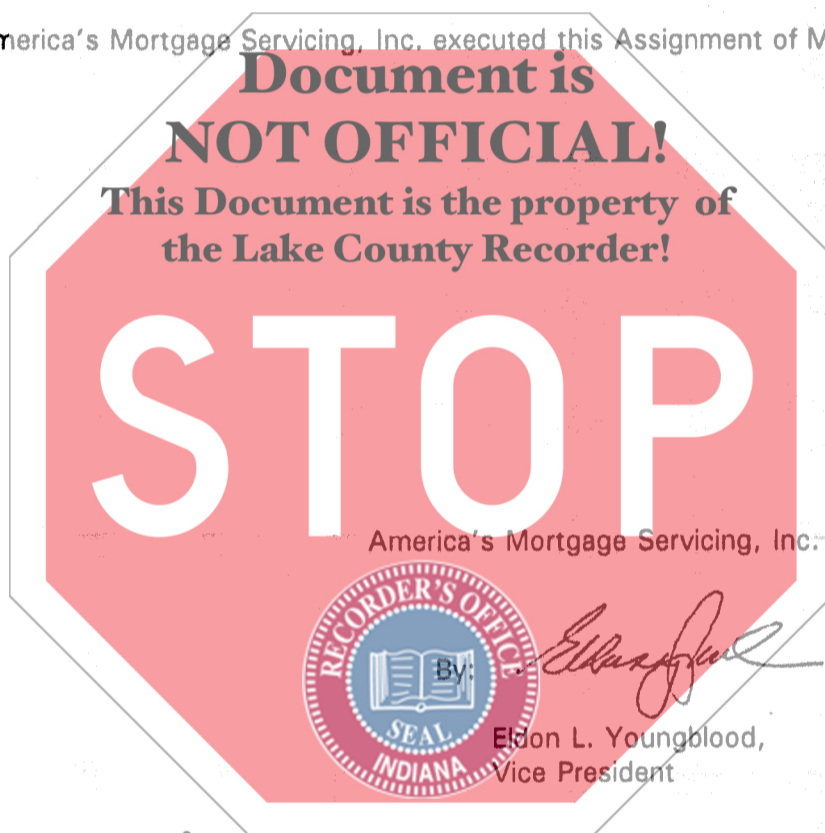 merica's Mortgage Servicing, Inc. executed this Assignment of M
Document is
NOT OFFICIAL!
This Document is the property of
the Lake County Recorder!
STOP
America's Mortgage Servicing, Inc.
RECORDER'S OFFICE
By:
SEAL
INDIANA
Eldon L. Youngblood,
Vice President